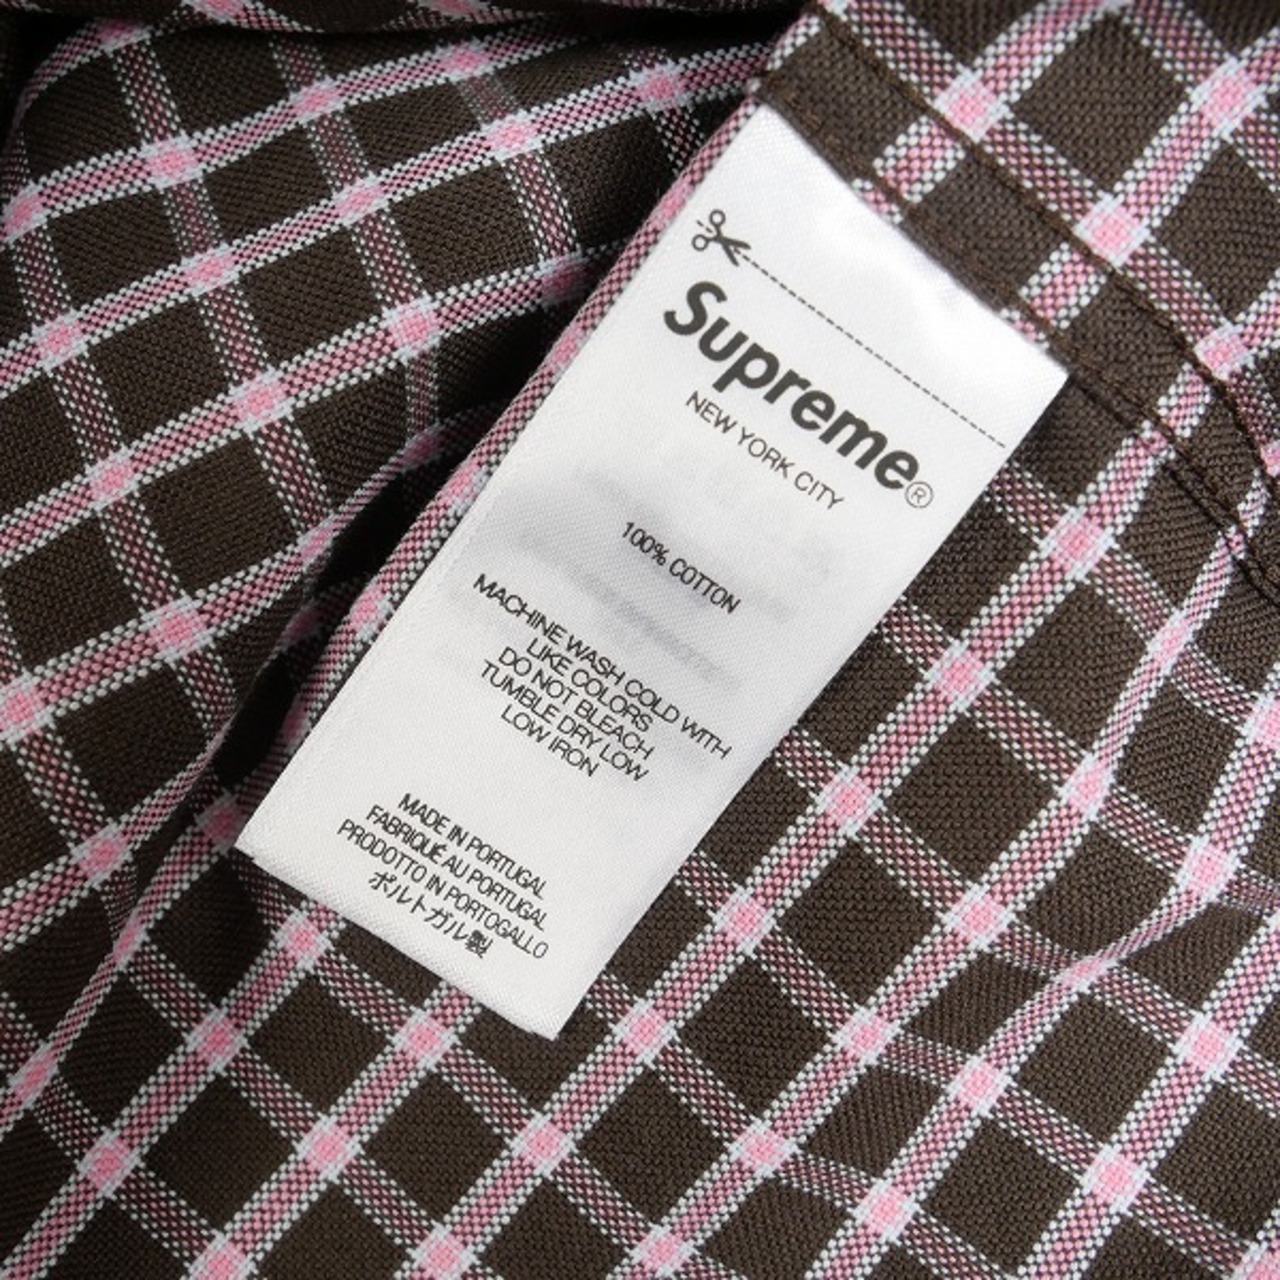 Supreme®
NEW YORK CITY
100% COTTON
MACHINE WASH COLD WITH
LIKE COLORS
DO NOT BLEACH
TUMBLE DRY LOW
LOW IRON
MADE IN PORTUGAL
FABRIQUÉ AU PORTUGAL
PRODOTTO IN PORTOGALLO
ポルトガル製